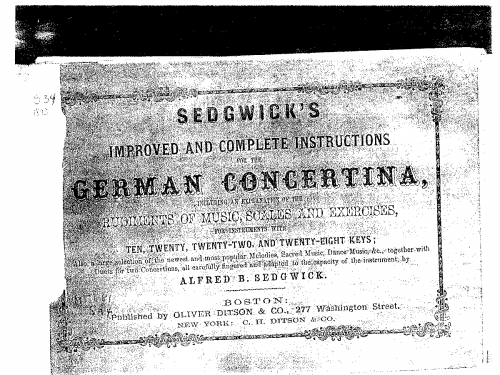 SEDGWICK'S
IMPROVED AND COMPLETE INSTRUCTIONS
FOR THE
GERMAN CONCERTINA,
INCLUDING AN EXPLANATION OF THE
RUDIMENTS OF MUSIC, SCALES AND EXERCISES,
FOR INSTRUMENTS WITH
TEN, TWENTY, TWENTY-TWO, AND TWENTY-EIGHT KEYS;
Also, a large selection of the newest and most popular Melodies, Sacred Music, Dance Music, &c., together with
Duets for two Concertinas, all carefully fingered and adapted to the capacity of the instrument, by
ALFRED B. SEDGWICK.
BOSTON:
Published by OLIVER DITSON & CO., 277 Washington Street.
NEW YORK: C. H. DITSON & CO.